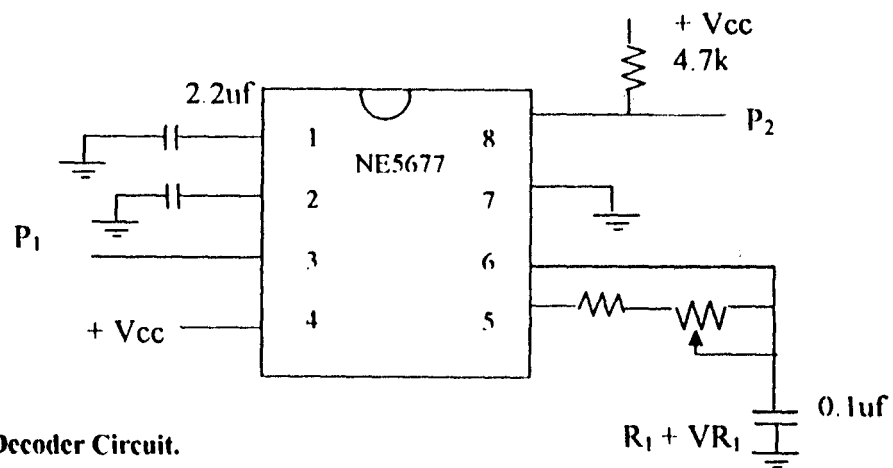 + Vcc
4.7k
2.2uf
P2
1
8
NE5677
2
7
P1
3
6
+ Vcc
4
5
0.1uf
R1 + VR1
Decoder Circuit.